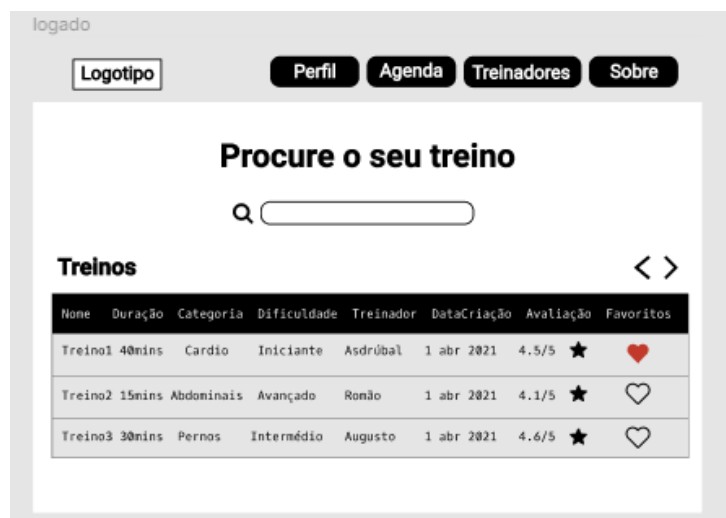 logado
Logotipo Perfil Agenda Treinadores Sobre
Procure o seu treino
Treinos
Nome Duração Categoria Dificuldade Treinador DataCriação Avaliação Favoritos
Treino1 40mins Cardio Iniciante Asdrúbal 1 abr 2021 4.5/5
Treino2 15mins Abdominais Avançado Romão 1 abr 2021 4.1/5
Treino3 30mins Pernos Intermédio Augusto 1 abr 2021 4.6/5